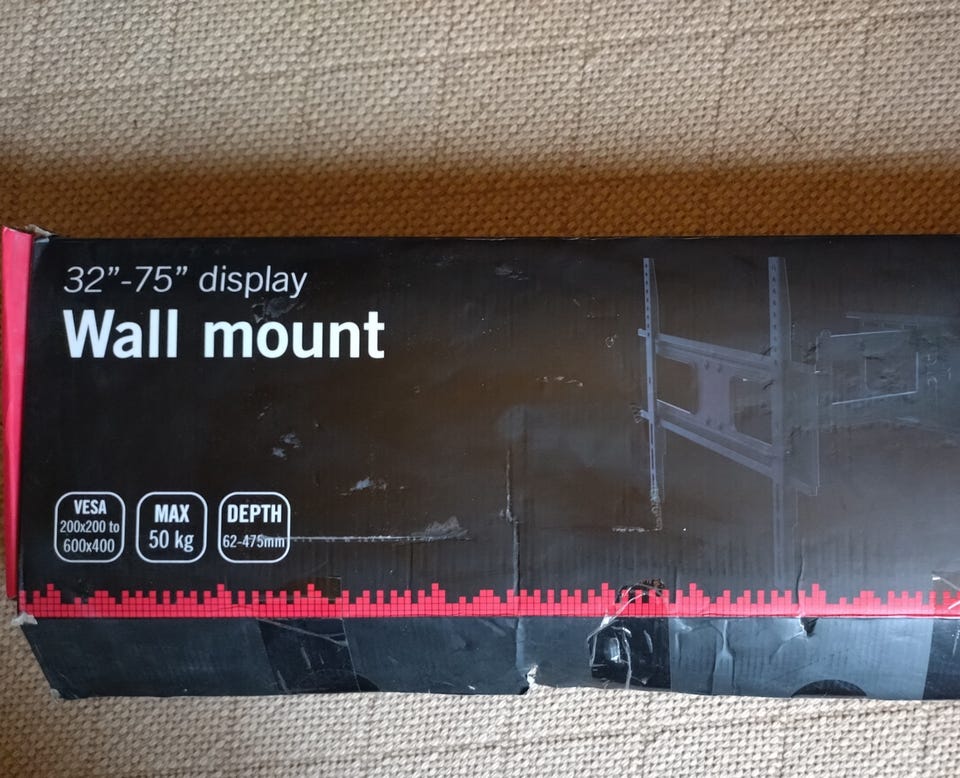 32”-75” display
Wall mount
VESA
200x200 to
600x400
MAX
50 kg
DEPTH
62-475mm